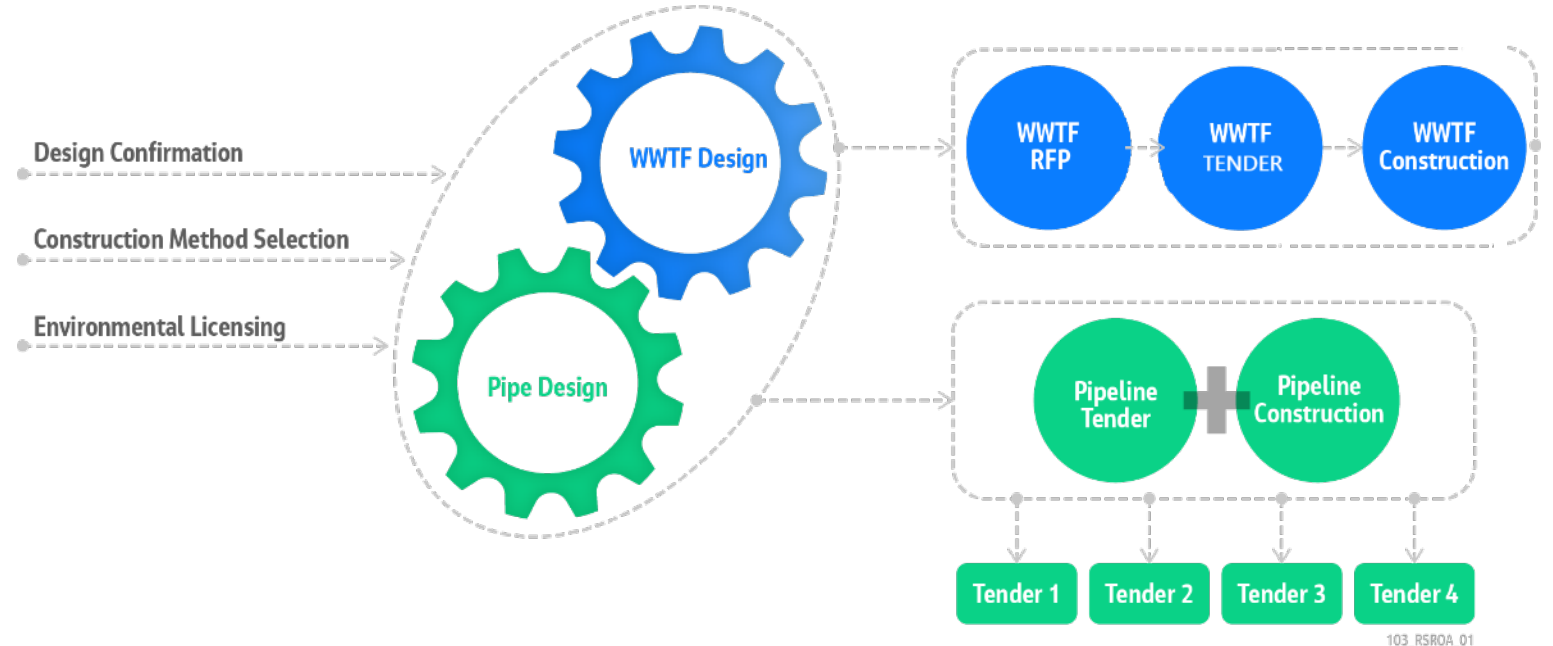 Design Confirmation
Construction Method Selection
Environmental Licensing
WWTF Design
Pipe Design
WWTF
RFP
WWTF
TENDER
WWTF
Construction
Pipeline
Tender
Pipeline
Construction
Tender 1
Tender 2
Tender 3
Tender 4
103 RSROA 01